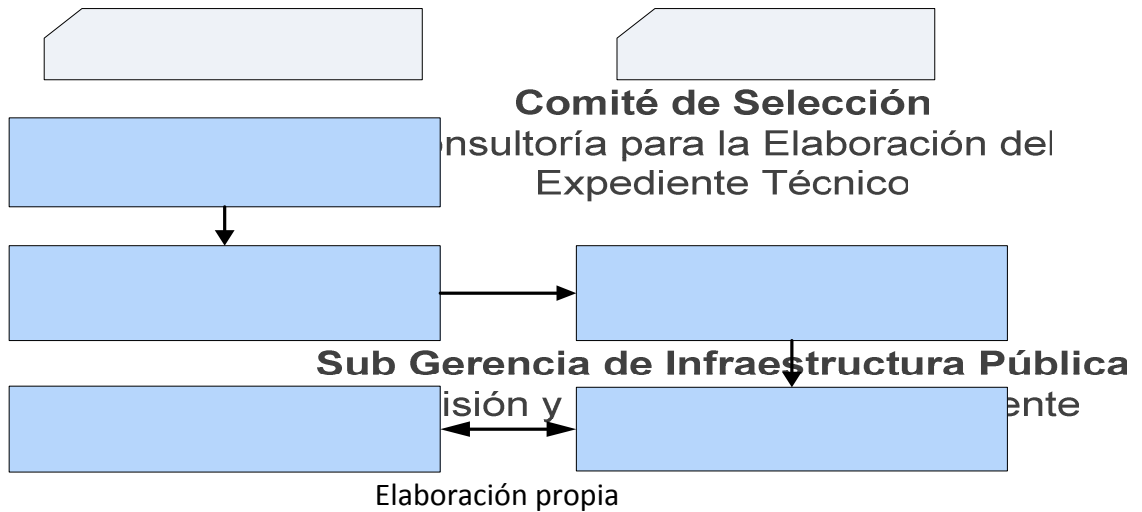 Comité de Selección
nsultoría para la Elaboración del
Expediente Técnico
Sub Gerencia de Infraestructura Pública
isión y ente
Elaboración propia